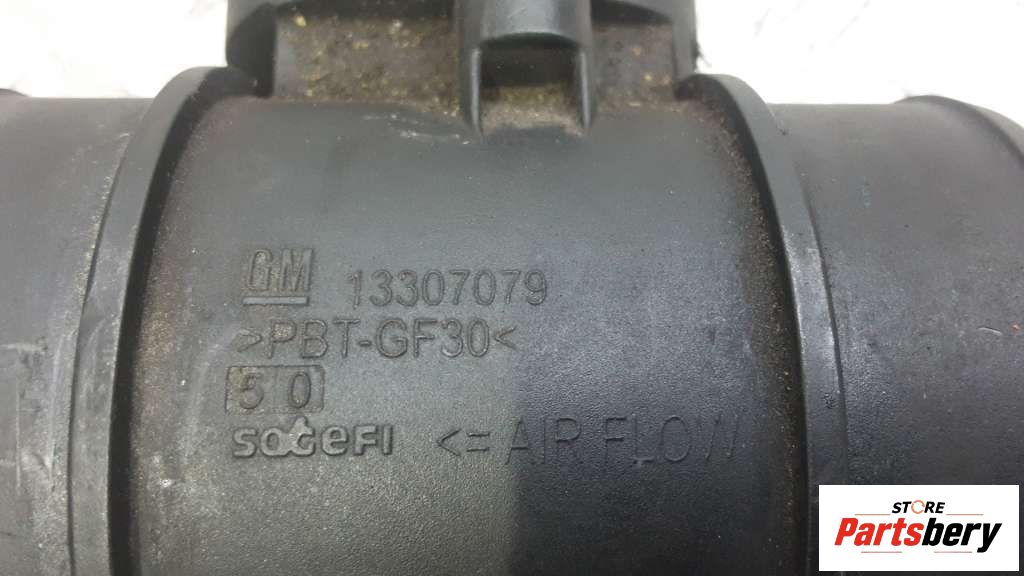 GM 13307079
>PBT-GF30<
50
sogefi <= AIR FLOW
STORE
Partsbery